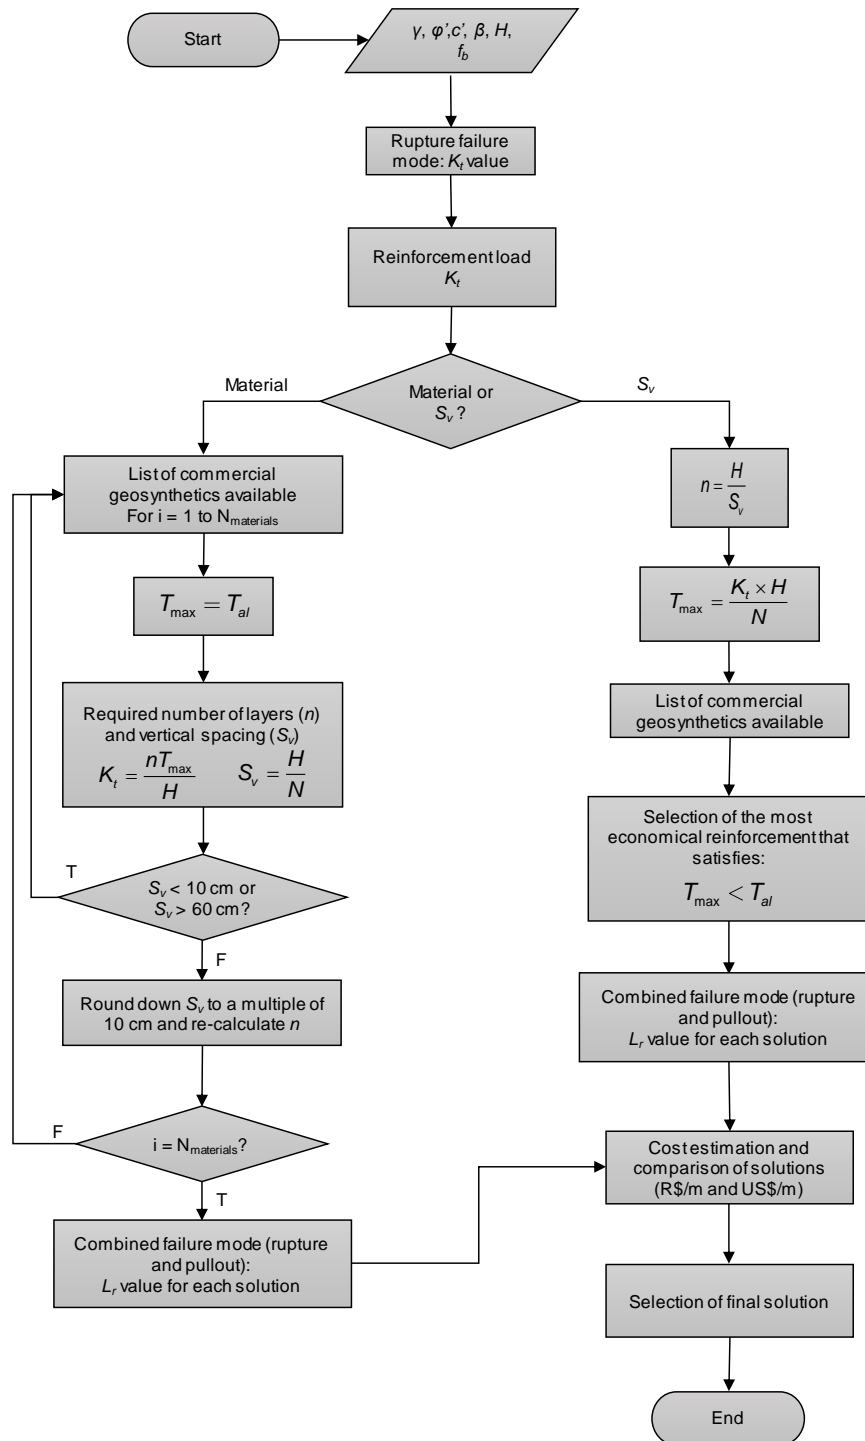 Start
γ, φ',c', β, H,
f_b
Rupture failure
mode: K_t value
Reinforcement load
K_t
Material or
S_v ?
Material
S_v
List of commercial
geosynthetics available
For i = 1 to N_materials
T_max = T_al
Required number of layers (n)
and vertical spacing (S_v)
K_t = nT_max / H S_v = H / N
T
S_v < 10 cm or
S_v > 60 cm?
F
Round down S_v to a multiple of
10 cm and re-calculate n
F
i = N_materials?
T
Combined failure mode (rupture
and pullout):
L_r value for each solution
n = H / S_v
T_max = K_t × H / N
List of commercial
geosynthetics available
Selection of the most
economical reinforcement that
satisfies:
T_max < T_al
Combined failure mode (rupture
and pullout):
L_r value for each solution
Cost estimation and
comparison of solutions
(R$/m and US$/m)
Selection of final solution
End